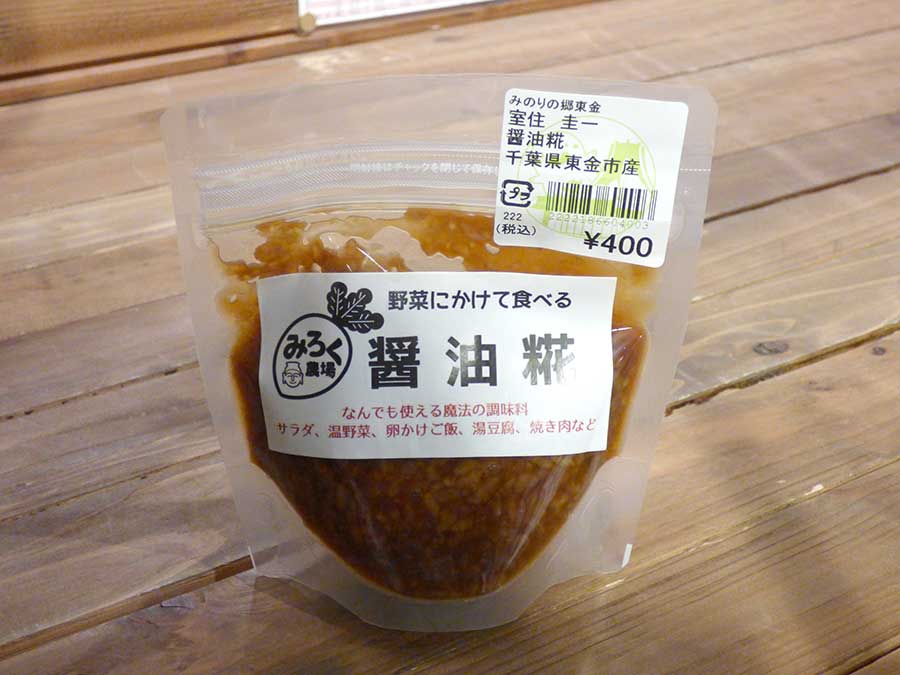 みのりの郷東金
室住 圭一
醤油糀
千葉県東金市産
プラ
222
(税込)
¥400
野菜にかけて食べる
みろく
農場
醤油糀
なんでも使える魔法の調味料
サラダ、温野菜、卵かけご飯、湯豆腐、焼き肉など